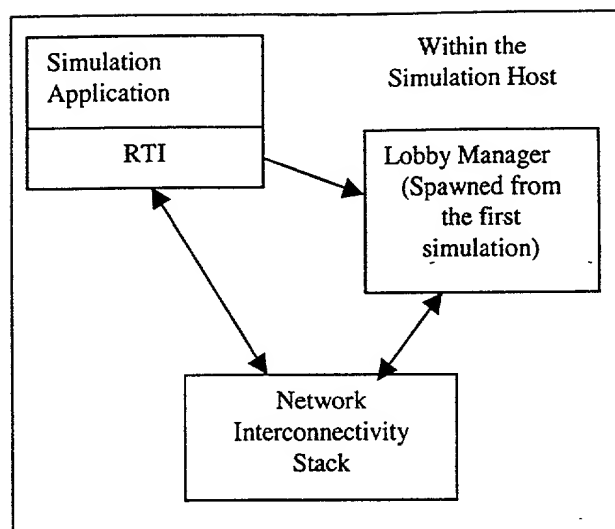 Simulation
Application
RTI
Within the
Simulation Host
Lobby Manager
(Spawned from
the first
simulation)
Network
Interconnectivity
Stack